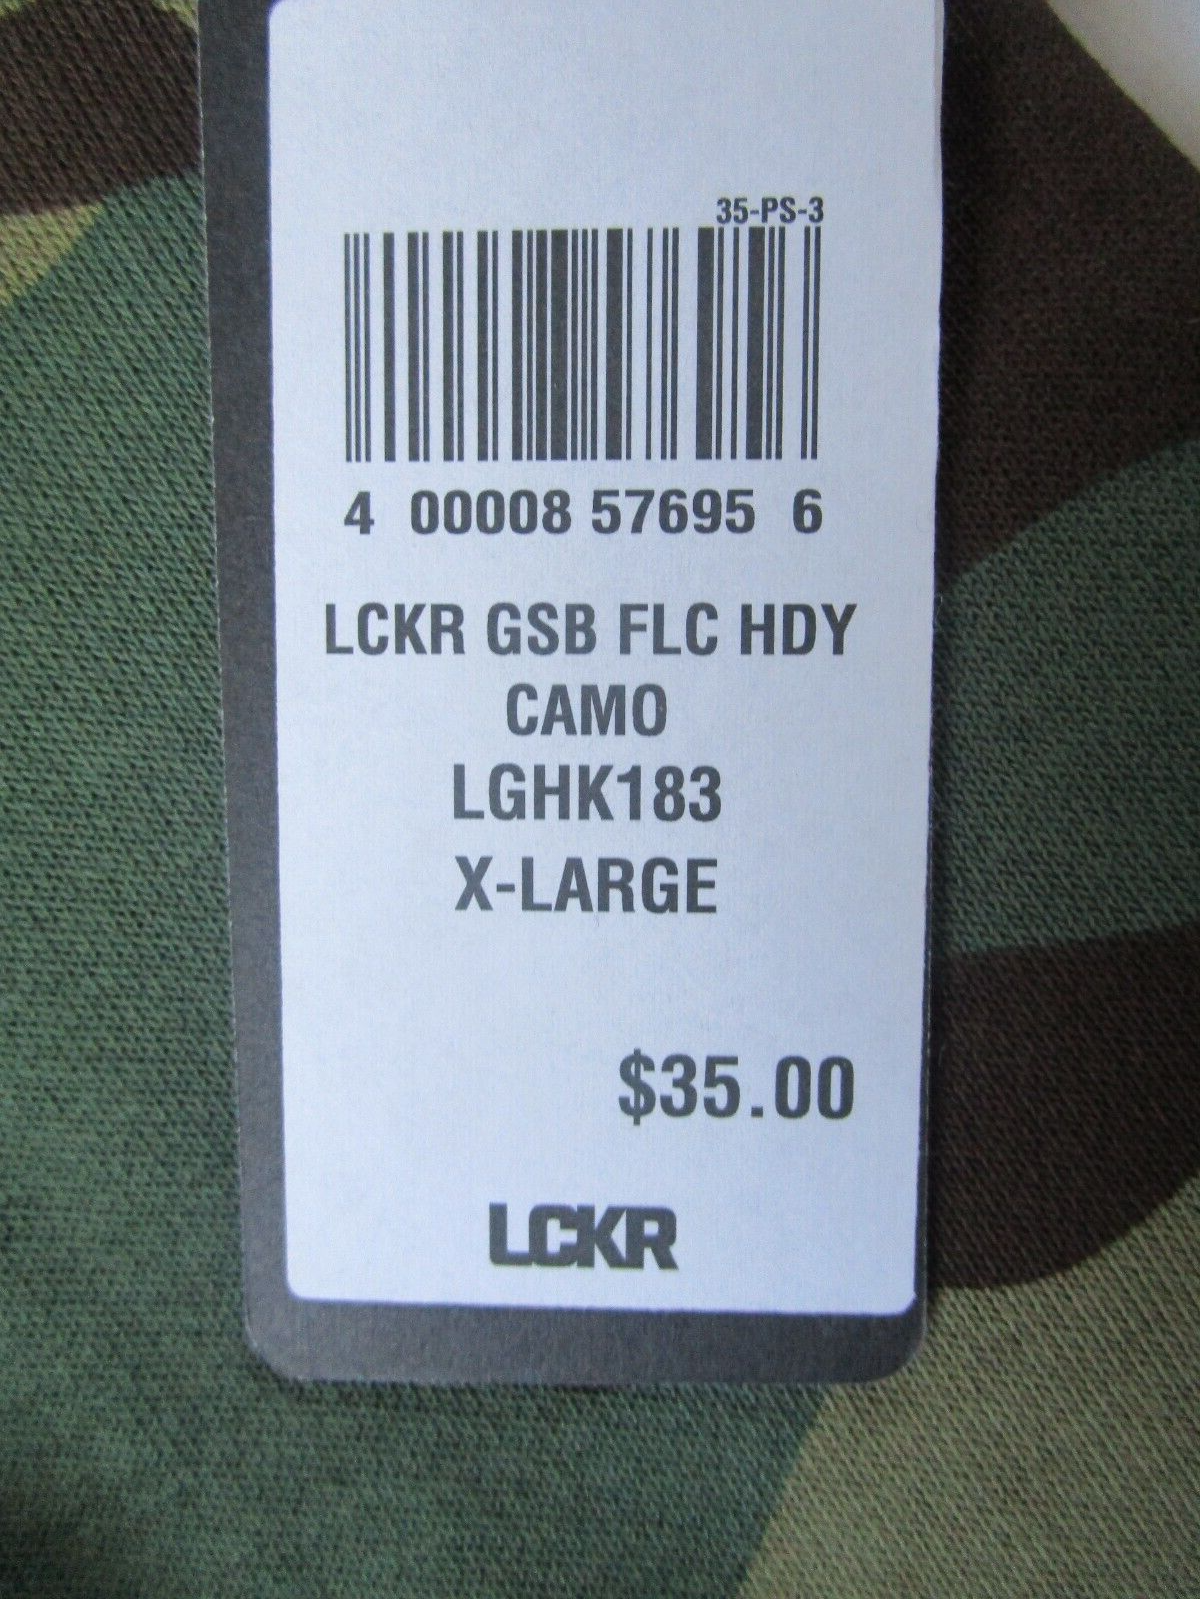 35-PS-3
4 00008 57695 6
LCKR GSB FLC HDY
CAMO
LGHK183
X-LARGE
$35.00
LCKR